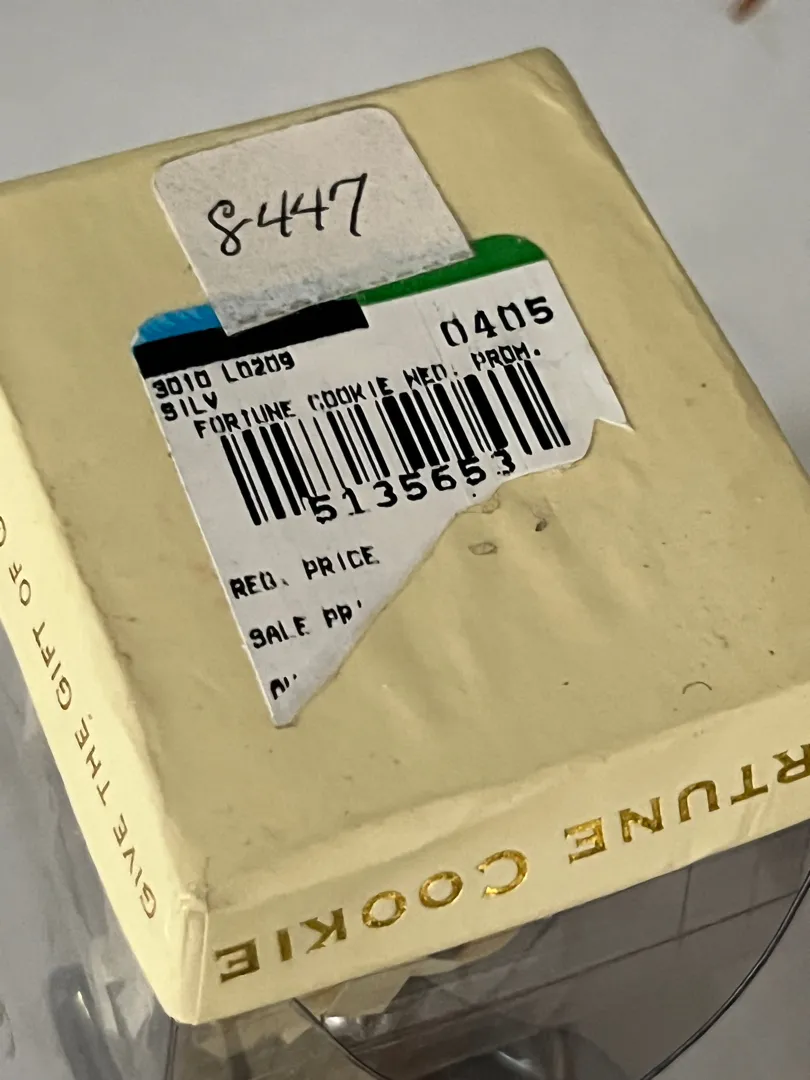 8447
0405
3010 L0209
SILV
FORTUNE COOKIE WED. PROM.
5135653
REG. PRICE
SALE PR
GIVE THE GIFT OF
RTUNE COOKIE